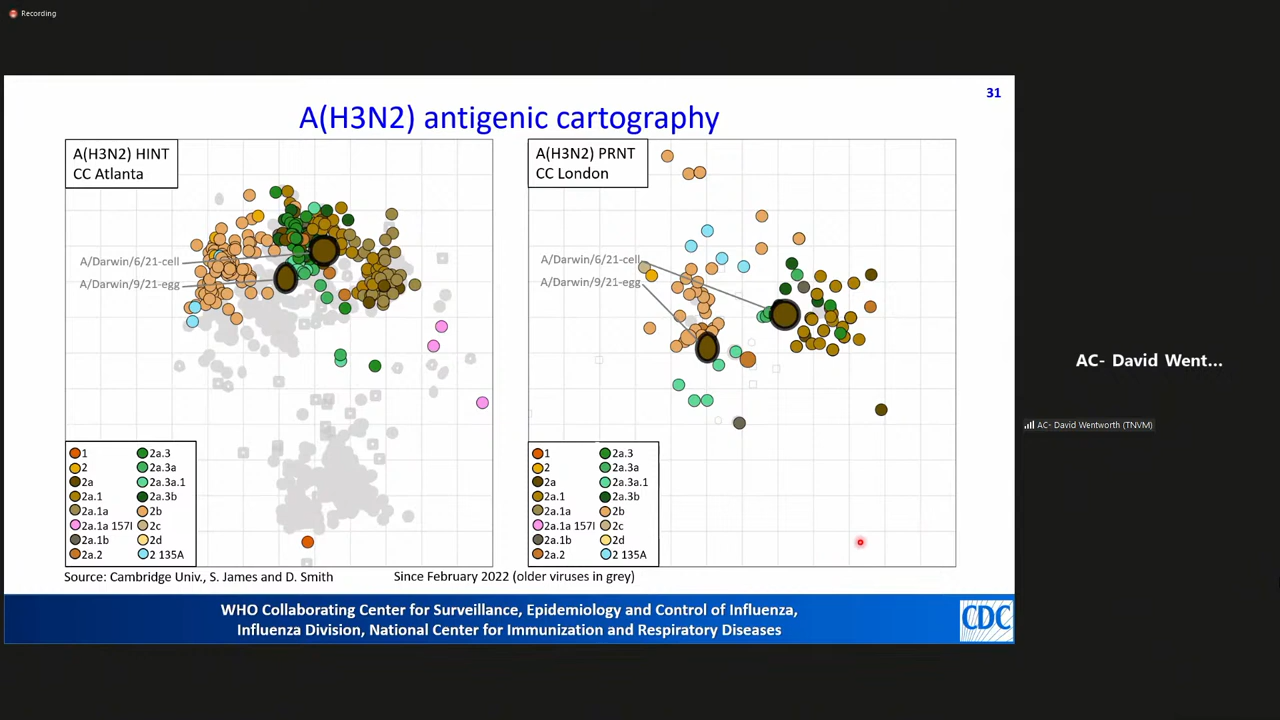 Recording
31
A(H3N2) antigenic cartography
A(H3N2) HINT
CC Atlanta
A/Darwin/6/21-cell
A/Darwin/9/21-egg
1
2
2a
2a.1
2a.1a
2a.1a 157I
2a.1b
2a.2
2a.3
2a.3a
2a.3a.1
2a.3b
2b
2c
2d
2 135A
A(H3N2) PRNT
CC London
A/Darwin/6/21-cell
A/Darwin/9/21-egg
1
2
2a
2a.1
2a.1a
2a.1a 157I
2a.1b
2a.2
2a.3
2a.3a
2a.3a.1
2a.3b
2b
2c
2d
2 135A
Source: Cambridge Univ., S. James and D. Smith
Since February 2022 (older viruses in grey)
WHO Collaborating Center for Surveillance, Epidemiology and Control of Influenza,
Influenza Division, National Center for Immunization and Respiratory Diseases
CDC
AC- David Went...
AC- David Wentworth (TNVM)